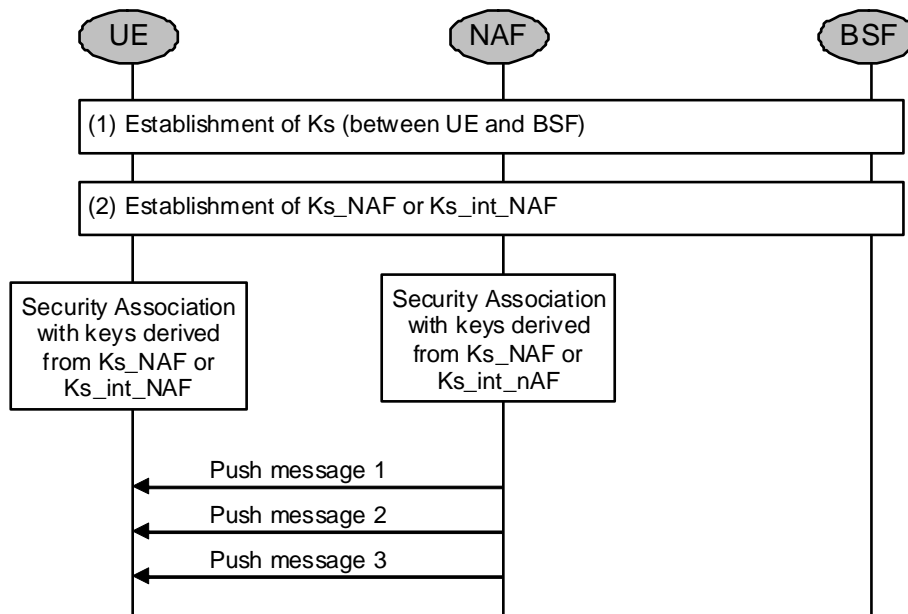 UE
NAF
BSF
(1) Establishment of Ks (between UE and BSF)
(2) Establishment of Ks_NAF or Ks_int_NAF
Security Association
with keys derived
from Ks_NAF or
Ks_int_NAF
Security Association
with keys derived
from Ks_NAF or
Ks_int_nAF
Push message 1
Push message 2
Push message 3